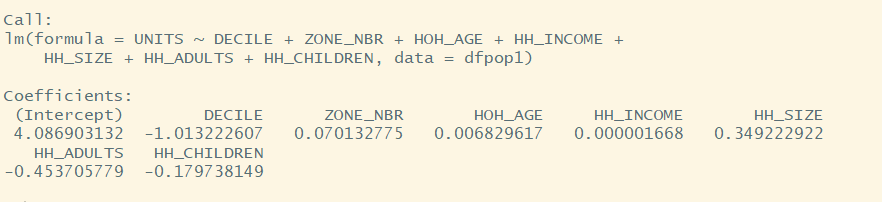 Call:
lm(formula = UNITS ~ DECILE + ZONE_NBR + HOH_AGE + HH_INCOME +
    HH_SIZE + HH_ADULTS + HH_CHILDREN, data = dfpop1)
Coefficients:
(Intercept) DECILE ZONE_NBR HOH_AGE HH_INCOME HH_SIZE
4.086903132 -1.013222607 0.070132775 0.006829617 0.000001668 0.349222922
HH_ADULTS HH_CHILDREN
-0.453705779 -0.179738149